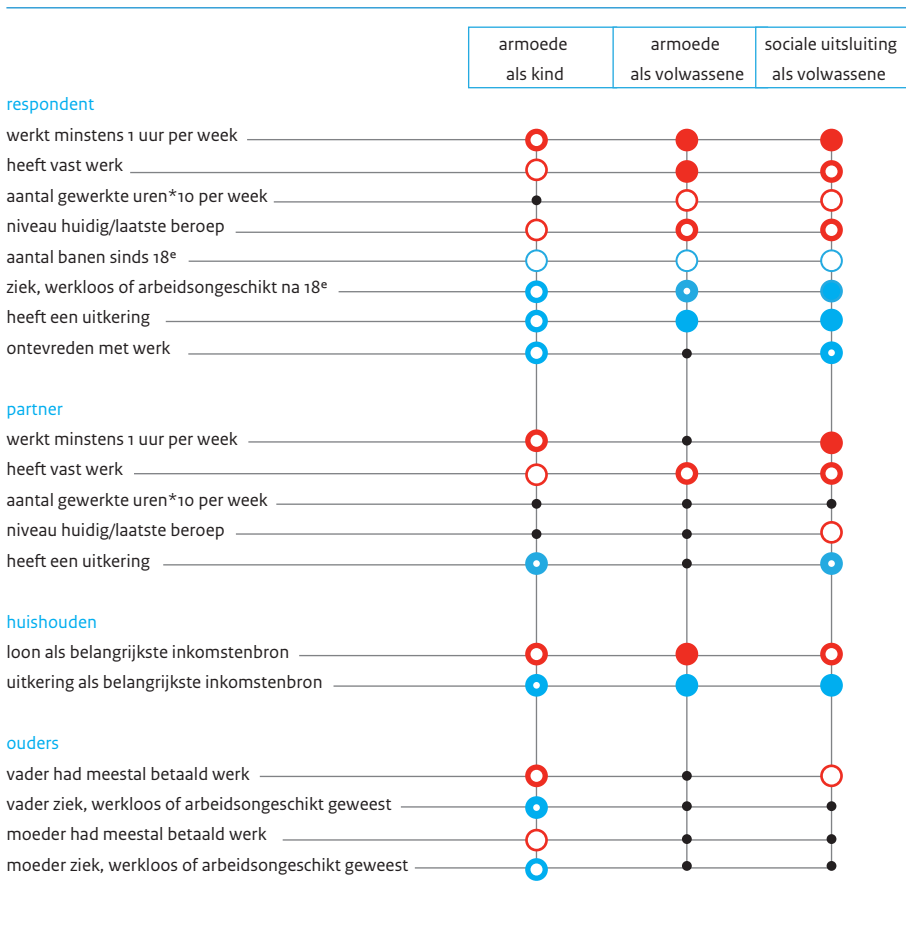 armoede
als kind
armoede
als volwassene
sociale uitsluiting
als volwassene
respondent
werkt minstens 1 uur per week
heeft vast werk
aantal gewerkte uren*10 per week
niveau huidig/laatste beroep
aantal banen sinds 18e
ziek, werkloos of arbeidsongeschikt na 18e
heeft een uitkering
ontevreden met werk
partner
werkt minstens 1 uur per week
heeft vast werk
aantal gewerkte uren*10 per week
niveau huidig/laatste beroep
heeft een uitkering
huishouden
loon als belangrijkste inkomstenbron
uitkering als belangrijkste inkomstenbron
ouders
vader had meestal betaald werk
vader ziek, werkloos of arbeidsongeschikt geweest
moeder had meestal betaald werk
moeder ziek, werkloos of arbeidsongeschikt geweest